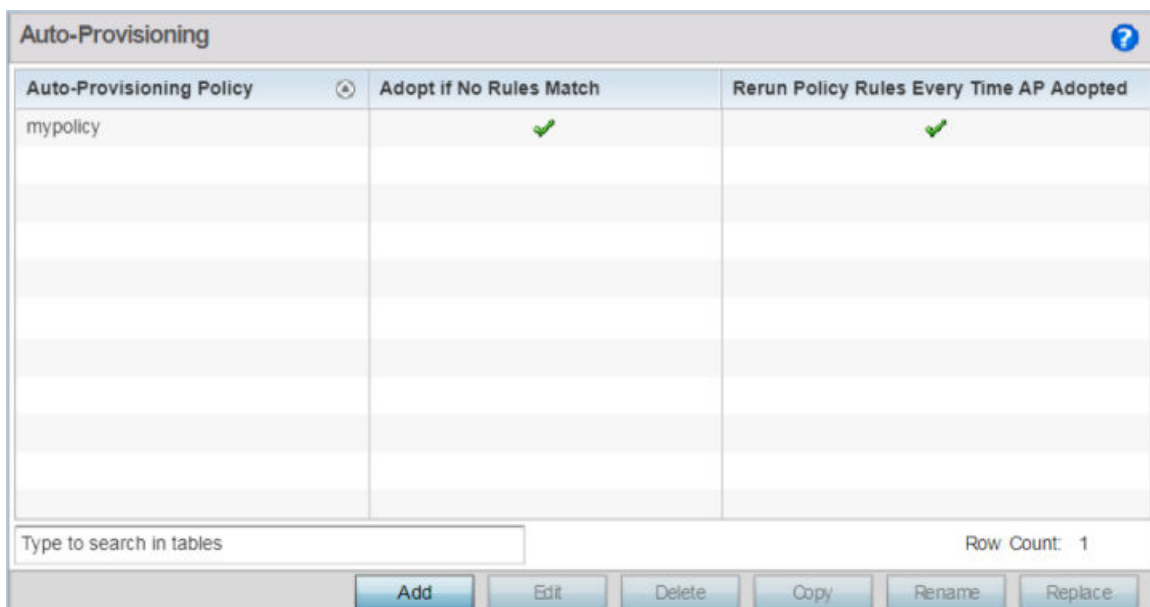 Auto-Provisioning
Auto-Provisioning Policy Adopt if No Rules Match Rerun Policy Rules Every Time AP Adopted
mypolicy
Type to search in tables Row Count: 1
Add Edit Delete Copy Rename Replace